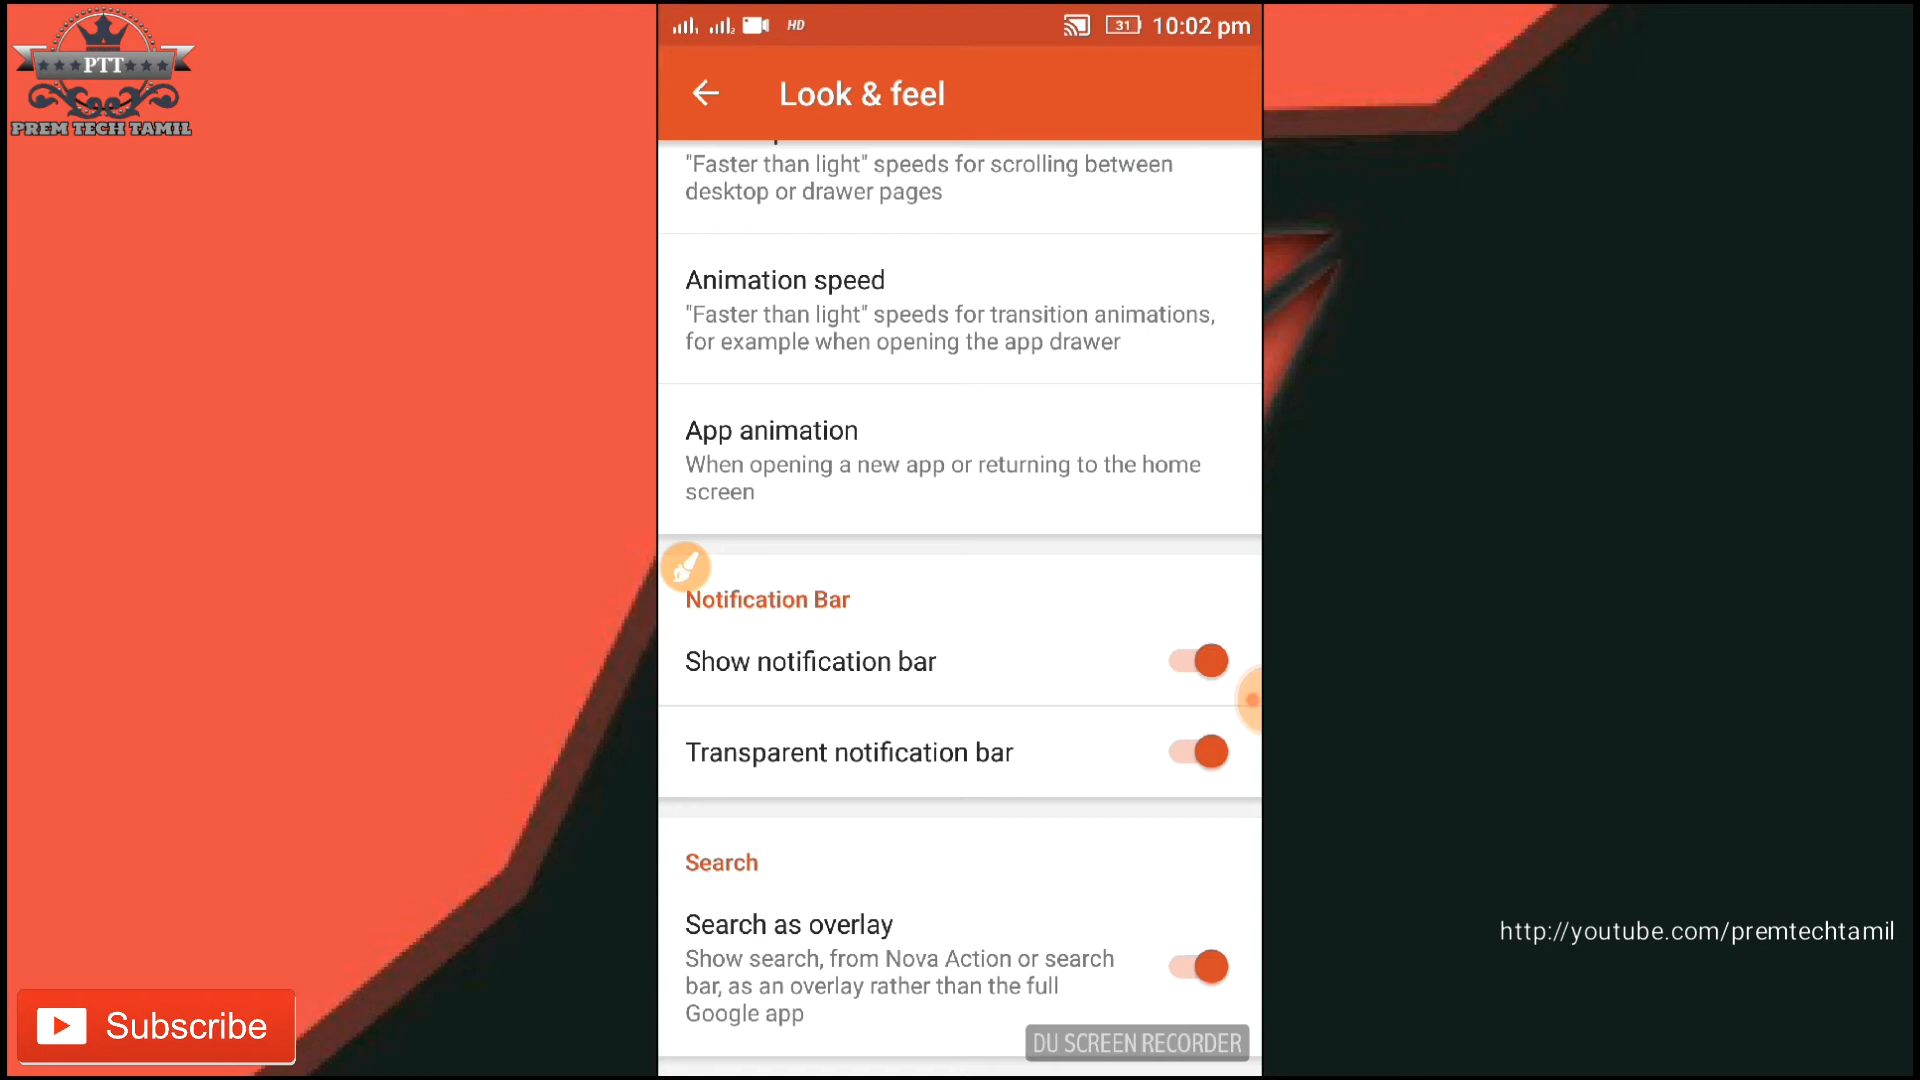 PTT
PREM TECH TAMIL
HD
31
10:02 pm
Look & feel
"Faster than light" speeds for scrolling between
desktop or drawer pages
Animation speed
"Faster than light" speeds for transition animations,
for example when opening the app drawer
App animation
When opening a new app or returning to the home
screen
Notification Bar
Show notification bar
Transparent notification bar
Search
Search as overlay
Show search, from Nova Action or search
bar, as an overlay rather than the full
Google app
DU SCREEN RECORDER
http://youtube.com/premtechtamil
Subscribe